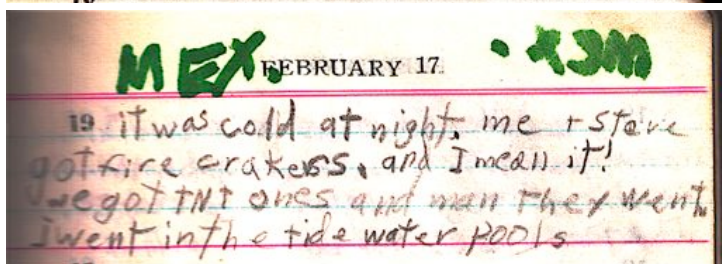 MEX. FEBRUARY 17 .XEM
19 it was cold at night. me + Steve
got fire crakers, and I mean it!
we got TNT ones and man they went,
I went in the tide water pools